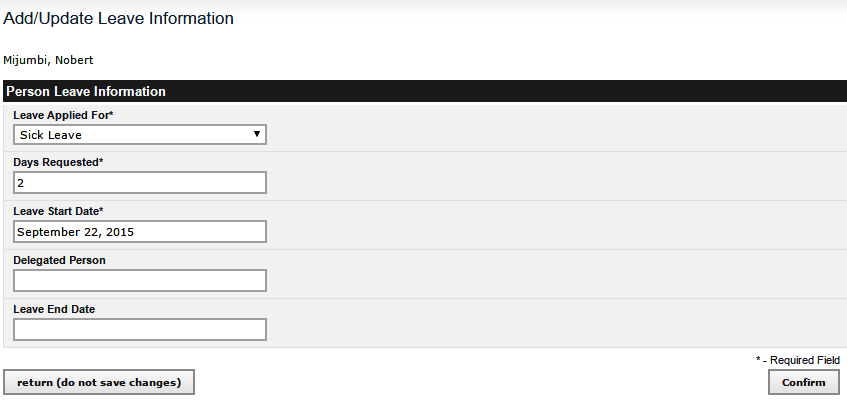 Add/Update Leave Information
Mijumbi, Nobert
Person Leave Information
Leave Applied For*
Sick Leave
Days Requested*
2
Leave Start Date*
September 22, 2015
Delegated Person
Leave End Date
* - Required Field
return (do not save changes)
Confirm